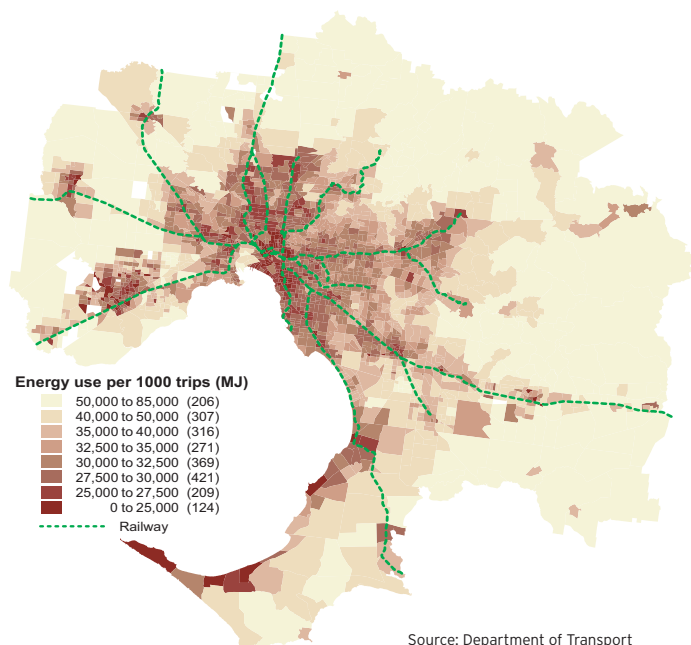 Energy use per 1000 trips (MJ)
50,000 to 85,000 (206)
40,000 to 50,000 (307)
35,000 to 40,000 (316)
32,500 to 35,000 (271)
30,000 to 32,500 (369)
27,500 to 30,000 (421)
25,000 to 27,500 (209)
0 to 25,000 (124)
Railway
Source: Department of Transport